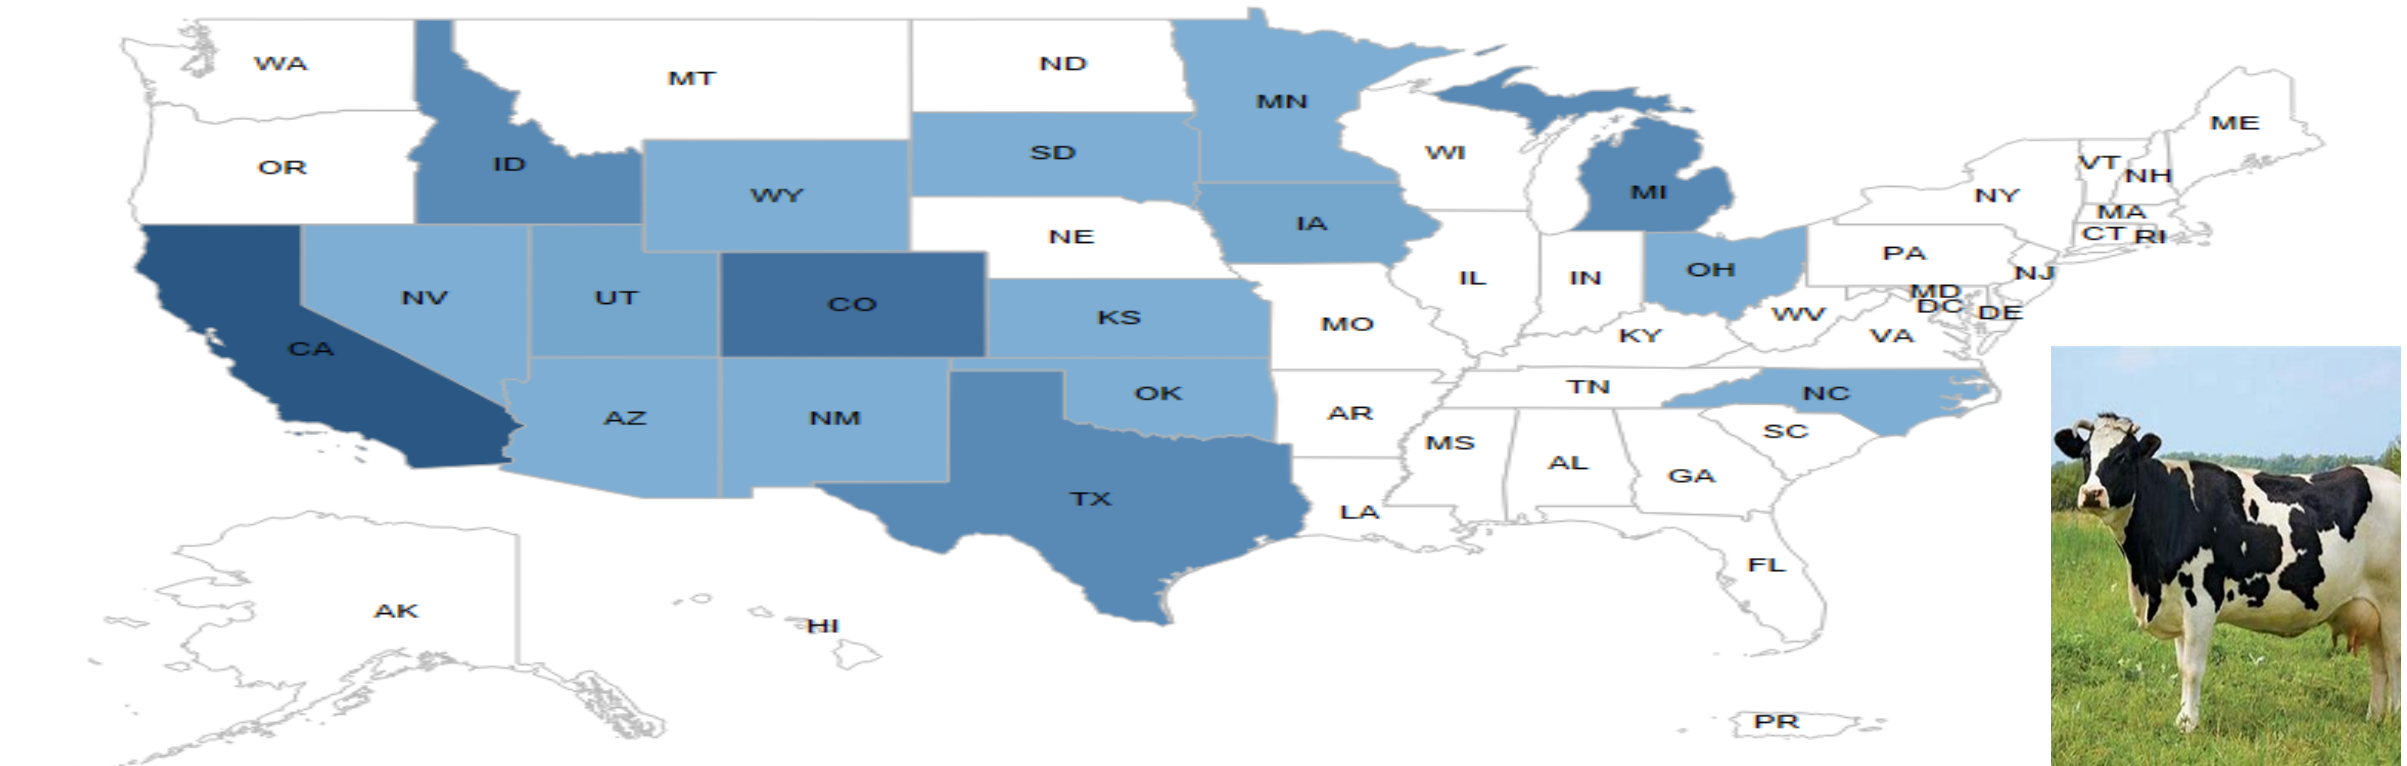 WA
MT
ND
MN
ME
OR
ID
SD
WI
VT
NH
WY
MI
NY
MA
NE
IA
CT RI
NV
UT
CO
IL
IN
OH
PA
NJ
MD
DC
DE
CA
KS
MO
KY
WV
VA
AZ
NM
OK
AR
TN
NC
MS
AL
GA
SC
TX
LA
FL
AK
HI
PR